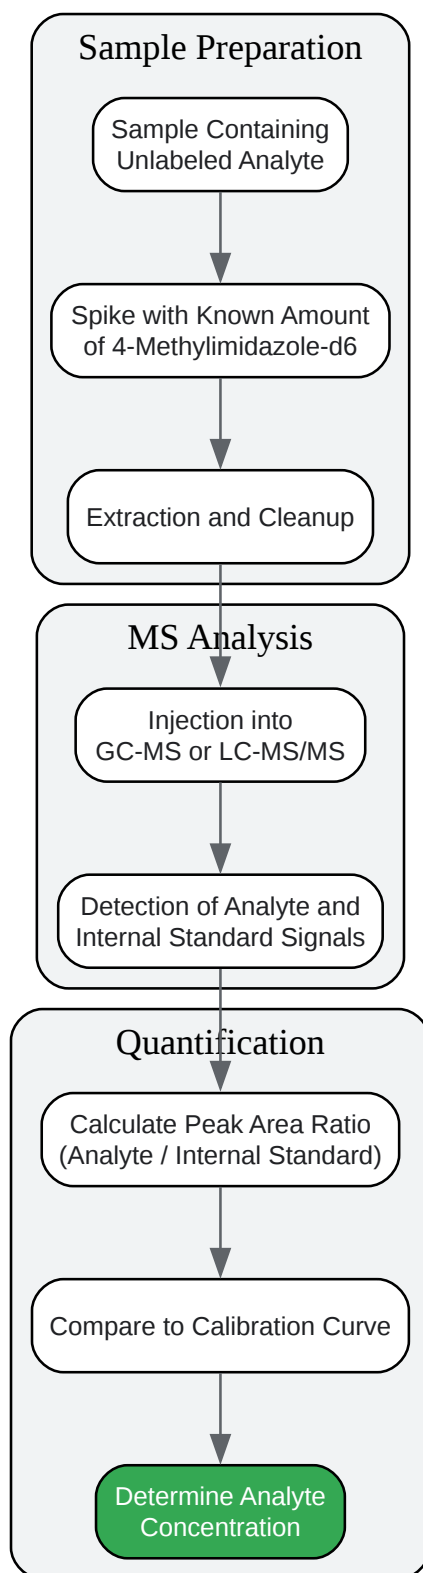 Sample Preparation
Sample Containing
Unlabeled Analyte
Spike with Known Amount
of 4-Methylimidazole-d6
Extraction and Cleanup
MS Analysis
Injection into
GC-MS or LC-MS/MS
Detection of Analyte and
Internal Standard Signals
Quantification
Calculate Peak Area Ratio
(Analyte / Internal Standard)
Compare to Calibration Curve
Determine Analyte
Concentration